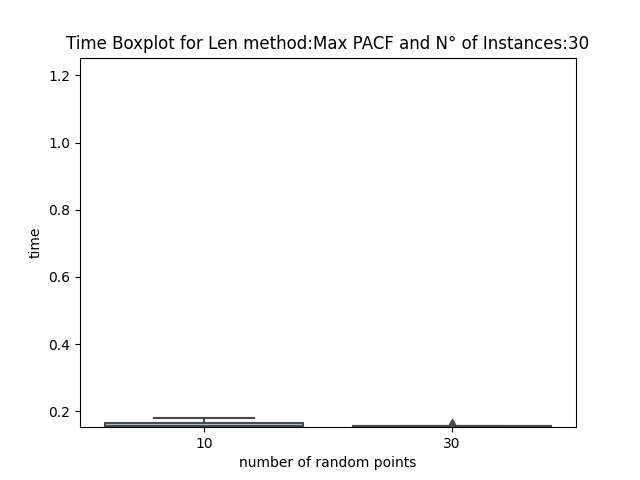 Time Boxplot for Len method:Max PACF and N° of Instances:30
1.2
1.0
0.8
0.6
0.4
0.2
time
10 30
number of random points